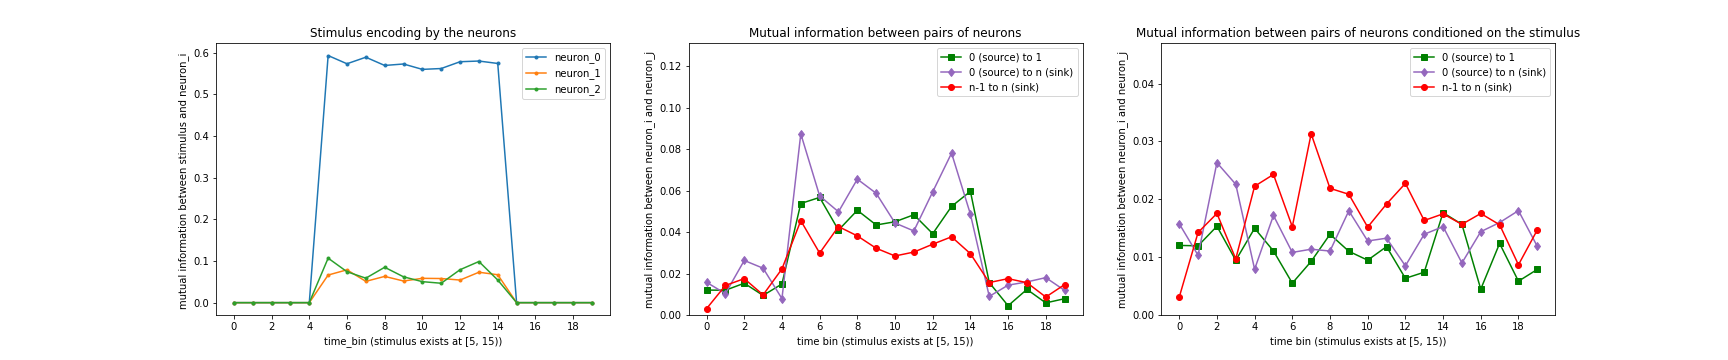 Stimulus encoding by the neurons
mutual information between stimulus and neuron_i
0.6
0.5
0.4
0.3
0.2
0.1
0.0
neuron_0
neuron_1
neuron_2
0 2 4 6 8 10 12 14 16 18
time_bin (stimulus exists at [5, 15))
Mutual information between pairs of neurons
mutual information between neuron_i and neuron_j
0.12
0.10
0.08
0.06
0.04
0.02
0.00
0 (source) to 1
0 (source) to n (sink)
n-1 to n (sink)
0 2 4 6 8 10 12 14 16 18
time bin (stimulus exists at [5, 15))
Mutual information between pairs of neurons conditioned on the stimulus
mutual information between neuron_i and neuron_j
0.04
0.03
0.02
0.01
0.00
0 (source) to 1
0 (source) to n (sink)
n-1 to n (sink)
0 2 4 6 8 10 12 14 16 18
time bin (stimulus exists at [5, 15))